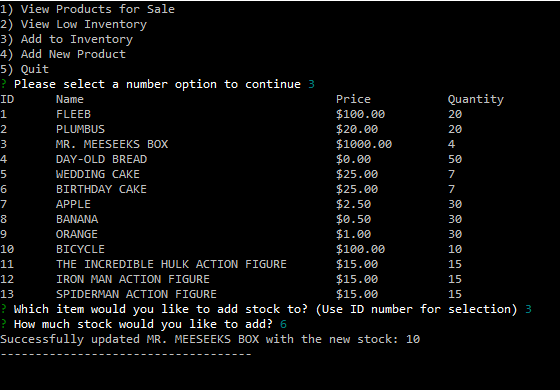 1) View Products for Sale
2) View Low Inventory
3) Add to Inventory
4) Add New Product
5) Quit
? Please select a number option to continue 3
ID Name Price Quantity
1 FLEEB $100.00 20
2 PLUMBUS $20.00 20
3 MR. MEESEEKS BOX $1000.00 4
4 DAY-OLD BREAD $0.00 50
5 WEDDING CAKE $25.00 7
6 BIRTHDAY CAKE $25.00 7
7 APPLE $2.50 30
8 BANANA $0.50 30
9 ORANGE $1.00 30
10 BICYCLE $100.00 10
11 THE INCREDIBLE HULK ACTION FIGURE $15.00 15
12 IRON MAN ACTION FIGURE $15.00 15
13 SPIDERMAN ACTION FIGURE $15.00 15
? Which item would you like to add stock to? (Use ID number for selection) 3
? How much stock would you like to add? 6
Successfully updated MR. MEESEEKS BOX with the new stock: 10
------------------------------------